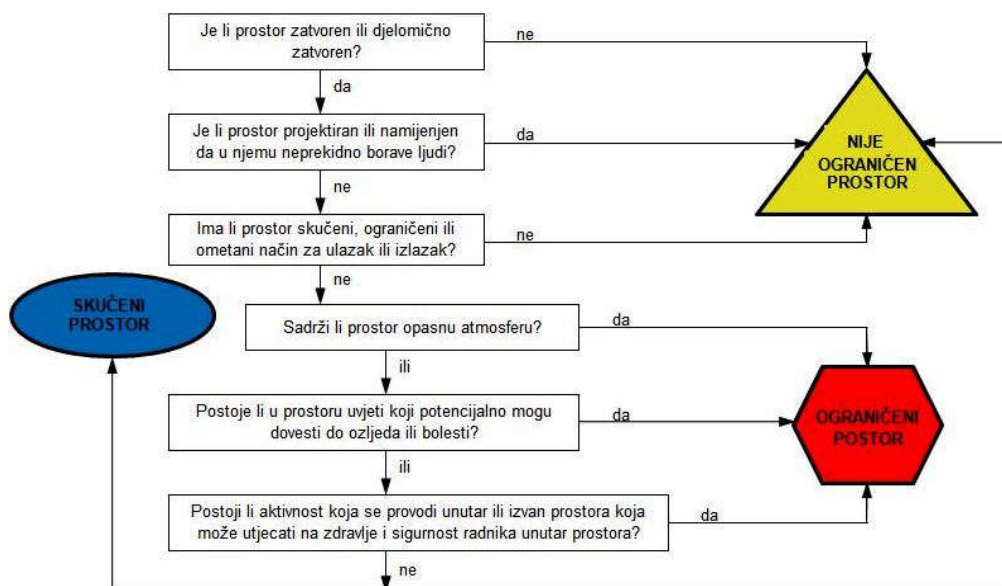 Je li prostor zatvoren ili djelomično
zatvoren?
ne
da
Je li prostor projektiran ili namijenjen
da u njemu neprekidno borave ljudi?
da
NIJE
OGRANIČEN
PROSTOR
ne
Ima li prostor skučeni, ograničeni ili
ometani način za ulazak ili izlazak?
ne
ne
SKUČENI
PROSTOR
Sadrži li prostor opasnu atmosferu?
da
ili
Postoje li u prostoru uvjeti koji potencijalno mogu
dovesti do ozljeda ili bolesti?
da
OGRANIČENI
POSTOR
ili
Postoji li aktivnost koja se provodi unutar ili izvan prostora koja
može utjecati na zdravlje i sigurnost radnika unutar prostora?
da
ne